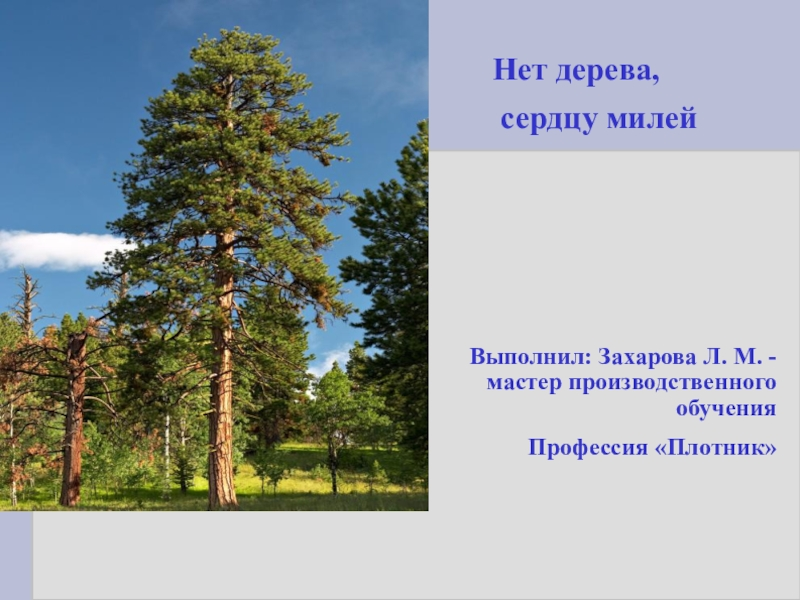 Нет дерева,
сердцу милей
Выполнил: Захарова Л. М. -
мастер производственного
обучения
Профессия «Плотник»